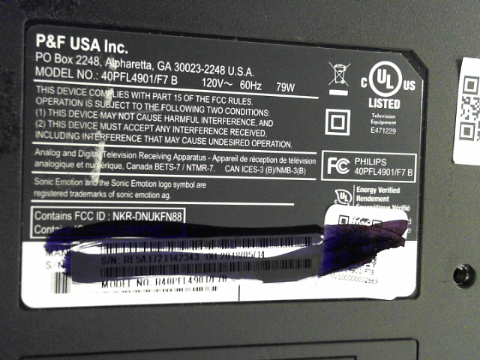 P&F USA Inc.
PO Box 2248, Alpharetta, GA 30023-2248 U.S.A.
MODEL NO.: 40PFL4901/F7 B 120V~ 60Hz 79W
THIS DEVICE COMPLIES WITH PART 15 OF THE FCC RULES.
OPERATION IS SUBJECT TO THE FOLLOWING TWO CONDITIONS:
(1) THIS DEVICE MAY NOT CAUSE HARMFUL INTERFERENCE, AND
(2) THIS DEVICE MUST ACCEPT ANY INTERFERENCE RECEIVED,
INCLUDING INTERFERENCE THAT MAY CAUSE UNDESIRED OPERATION.
Analog and Digital Television Receiving Apparatus - Appareil de réception de télévision
analogique et numérique, Canada BETS-7 / NTMR-7. CAN ICES-3 (B)/NMB-3(B)
Sonic Emotion and the Sonic Emotion logo symbol are
registered trademarks of sonic emotion ag.
Contains FCC ID : NKR-DNUKFN88
C UL US
LISTED
Television
Equipment
E471229
FC PHILIPS
40PFL4901/F7 B
UL Energy Verified
Rendement
MODEL NO.